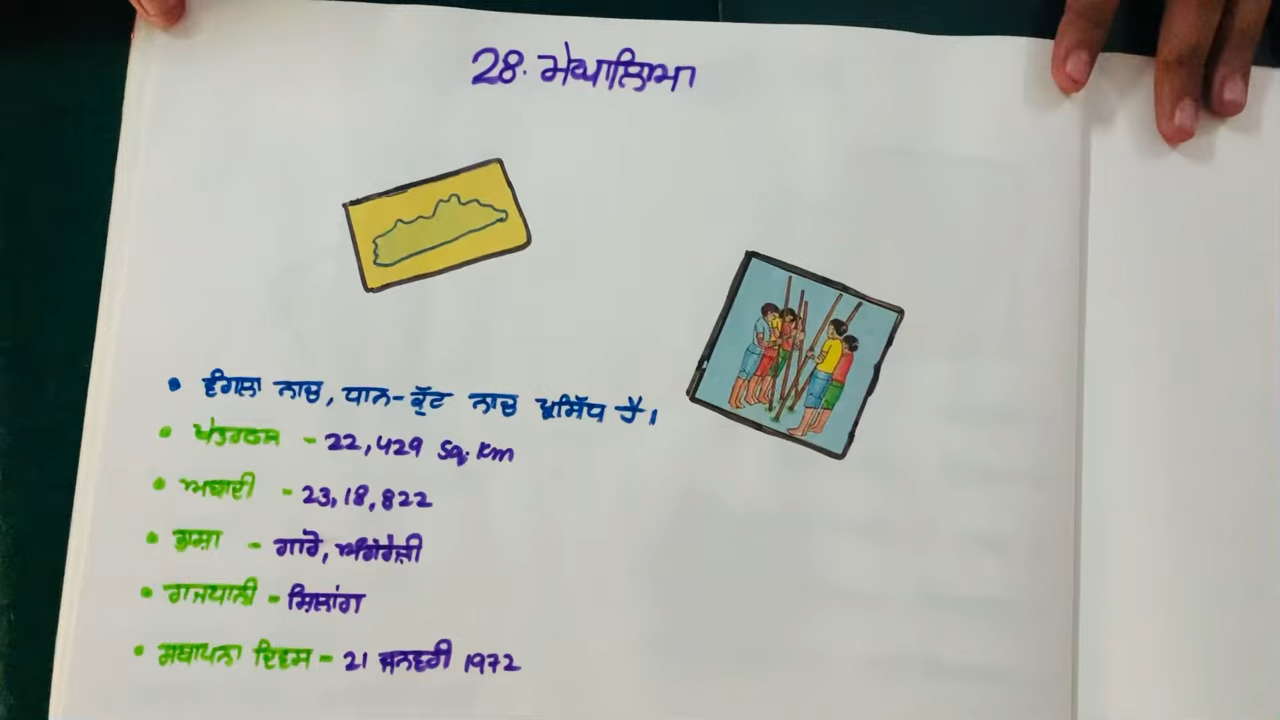 28. ਮੇਘਾਲਿਆ
• ਵੰਗਲਾ ਨਾਚ, ਧਾਨ-ਕੁੱਟ ਨਾਚ ਪ੍ਰਸਿੱਧ ਹੈ।
• ਖੇਤਰਫਲ - 22,429 Sq. Km
• ਅਬਾਦੀ - 23,18,822
• ਭਾਸ਼ਾ - ਗਾਰੋ, ਅੰਗਰੇਜ਼ੀ
• ਰਾਜਧਾਨੀ - ਸ਼ਿਲਾਂਗ
• ਸਥਾਪਨਾ ਦਿਵਸ - 21 ਜਨਵਰੀ 1972